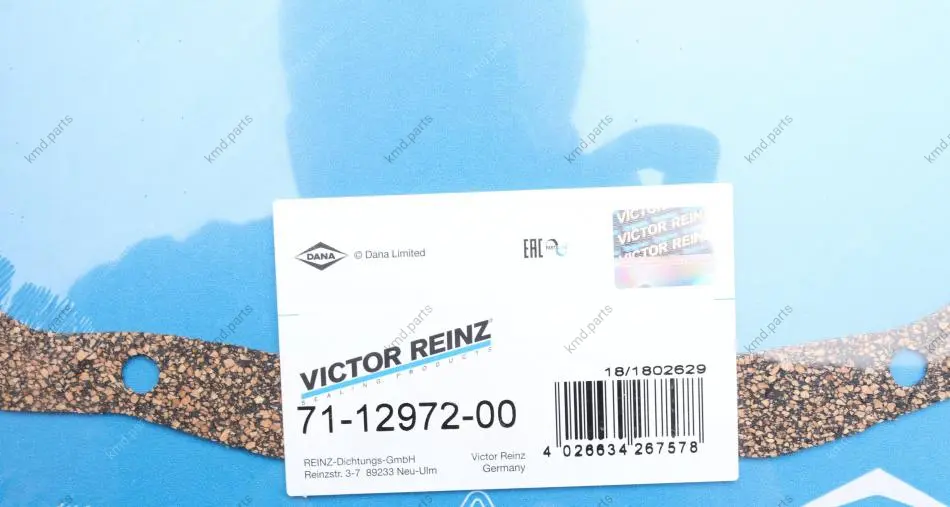 kmd.parts kmd.parts kmd.parts kmd.parts
DANA © Dana Limited
EAC
VICTOR REINZ
VICTOR REINZ
VICTOR REINZ
kmd.parts kmd.parts kmd.parts
VICTOR REINZ®
SEALING PRODUCTS
18/1802629
71-12972-00
4 026634 267578
REINZ-Dichtungs-GmbH
Reinzstr. 3-7 89233 Neu-Ulm
Victor Reinz
Germany